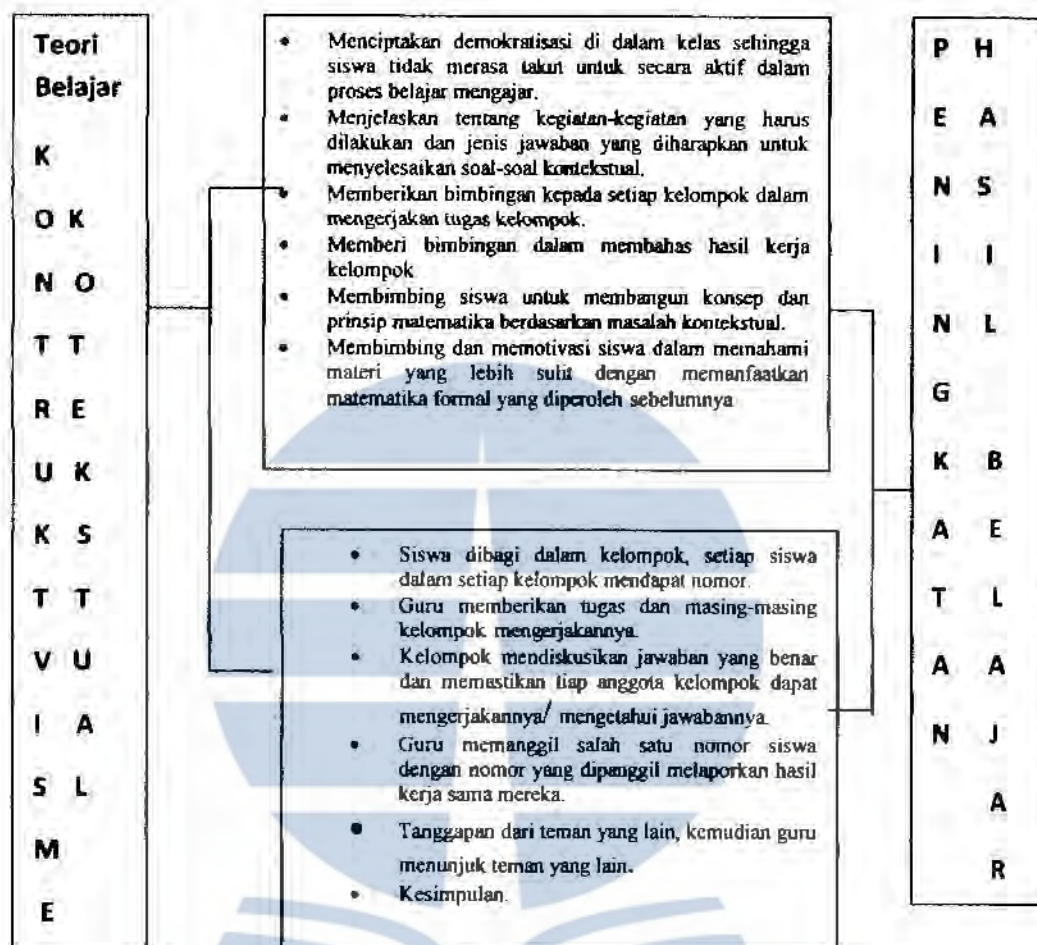 Teori
Belajar
KONTRUKTVISME
KOTEKSTUAL
• Menciptakan demokratisasi di dalam kelas sehingga
siswa tidak merasa takut untuk secara aktif dalam
proses belajar mengajar.
• Menjelaskan tentang kegiatan-kegiatan yang harus
dilakukan dan jenis jawaban yang diharapkan untuk
menyelesaikan soal-soal kontekstual.
• Memberikan bimbingan kepada setiap kelompok dalam
mengerjakan tugas kelompok.
• Memberi bimbingan dalam membahas hasil kerja
kelompok
• Membimbing siswa untuk membangun konsep dan
prinsip matematika berdasarkan masalah kontekstual.
• Membimbing dan memotivasi siswa dalam memahami
materi yang lebih sulit dengan memanfaatkan
matematika formal yang diperoleh sebelumnya
• Siswa dibagi dalam kelompok, setiap siswa
dalam setiap kelompok mendapat nomor.
• Guru memberikan tugas dan masing-masing
kelompok mengerjakannya.
• Kelompok mendiskusikan jawaban yang benar
dan memastikan tiap anggota kelompok dapat
mengerjakannya/ mengetahui jawabannya.
• Guru memanggil salah satu nomor siswa
dengan nomor yang dipanggil melaporkan hasil
kerja sama mereka.
• Tanggapan dari teman yang lain, kemudian guru
menunjuk teman yang lain.
• Kesimpulan.
PENINGKATAN
HASIL BELAJAR